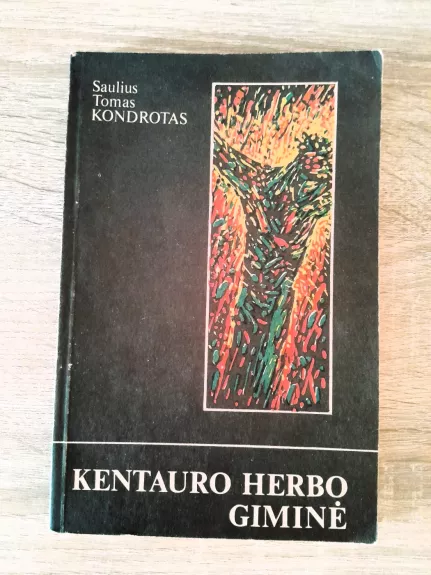 Saulius
Tomas
KONDROTAS
KENTAURO HERBO
GIMINĖ